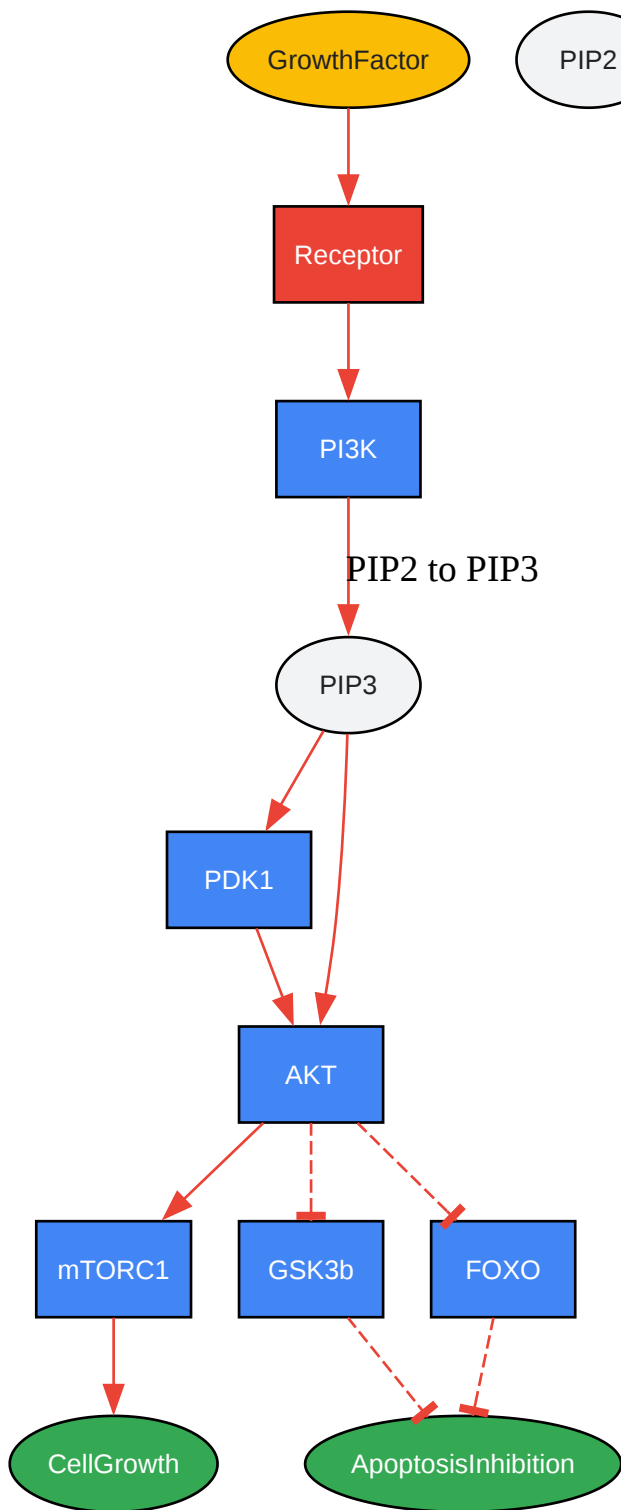 GrowthFactor
PIP2
Receptor
PI3K
PIP2 to PIP3
PIP3
PDK1
AKT
mTORC1
GSK3b
FOXO
CellGrowth
ApoptosisInhibition